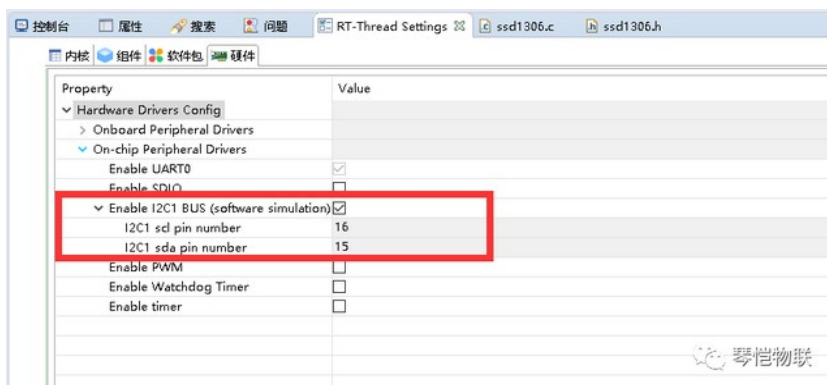 控制台 属性 搜索 问题 RT-Thread Settings ssd1306.c ssd1306.h
内核 组件 软件包 硬件
Property Value
Hardware Drivers Config
Onboard Peripheral Drivers
On-chip Peripheral Drivers
Enable UART0
Enable SDIO
Enable I2C1 BUS (software simulation)
I2C1 scl pin number 16
I2C1 sda pin number 15
Enable PWM
Enable Watchdog Timer
Enable timer
琴恺物联